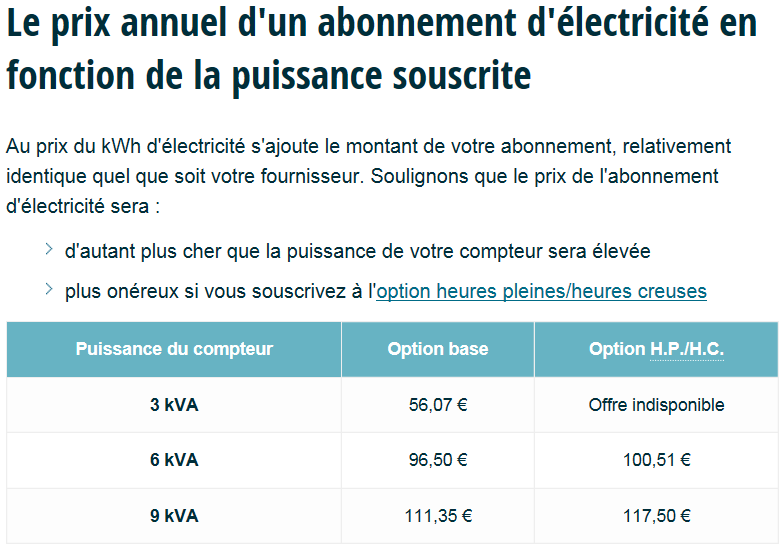 Le prix annuel d'un abonnement d'électricité en
fonction de la puissance souscrite
Au prix du kWh d'électricité s'ajoute le montant de votre abonnement, relativement
identique quel que soit votre fournisseur. Soulignons que le prix de l'abonnement
d'électricité sera :
d'autant plus cher que la puissance de votre compteur sera élevée
plus onéreux si vous souscrivez à l'option heures pleines/heures creuses
Puissance du compteur Option base Option H.P./H.C.
3 kVA 56,07 € Offre indisponible
6 kVA 96,50 € 100,51 €
9 kVA 111,35 € 117,50 €